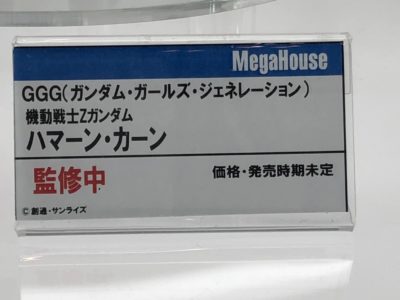 MegaHouse
GGG(ガンダム・ガールズ・ジェネレーション)
機動戦士Zガンダム
ハマーン・カーン
監修中
価格・発売時期未定
© 創通・サンライズ